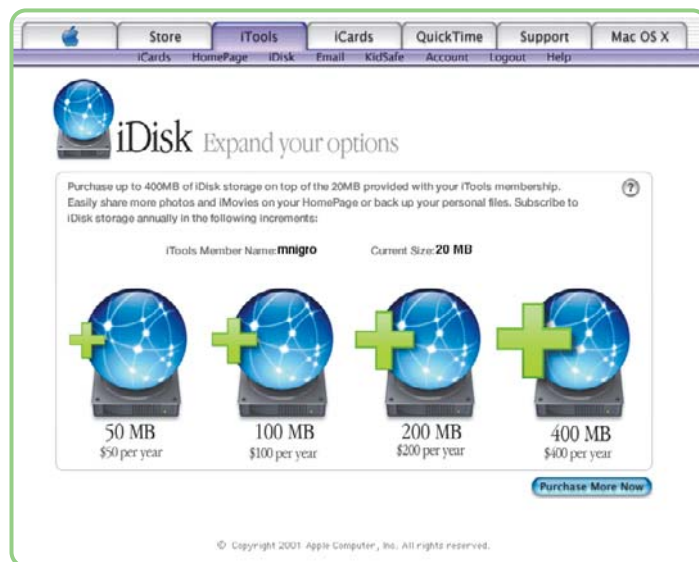 Store iTools iCards QuickTime Support Mac OS X
iCards HomePage iDisk Email KidSafe Account Logout Help
iDisk Expand your options
Purchase up to 400MB of iDisk storage on top of the 20MB provided with your iTools membership.
Easily share more photos and iMovies on your HomePage or back up your personal files. Subscribe to
iDisk storage annually in the following increments:
?
iTools Member Name: mnigro Current Size: 20 MB
50 MB 100 MB 200 MB 400 MB
$50 per year $100 per year $200 per year $400 per year
Purchase More Now
© Copyright 2001 Apple Computer, Inc. All rights reserved.